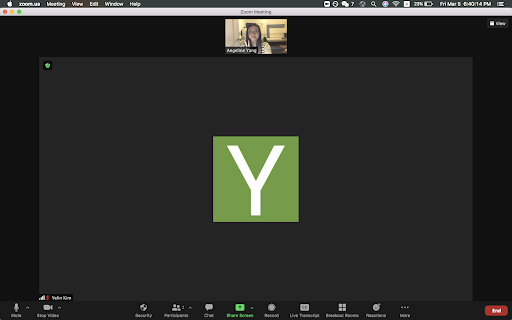 zoom.us Meeting View Edit Window Help
7 23% Fri Mar 5 6:40:14 PM
Zoom Meeting
View
Angeline Yang
Y
Yelin Kim
Mute Stop Video Security Participants 2 Chat Share Screen Record Live Transcript Breakout Rooms Reactions More End